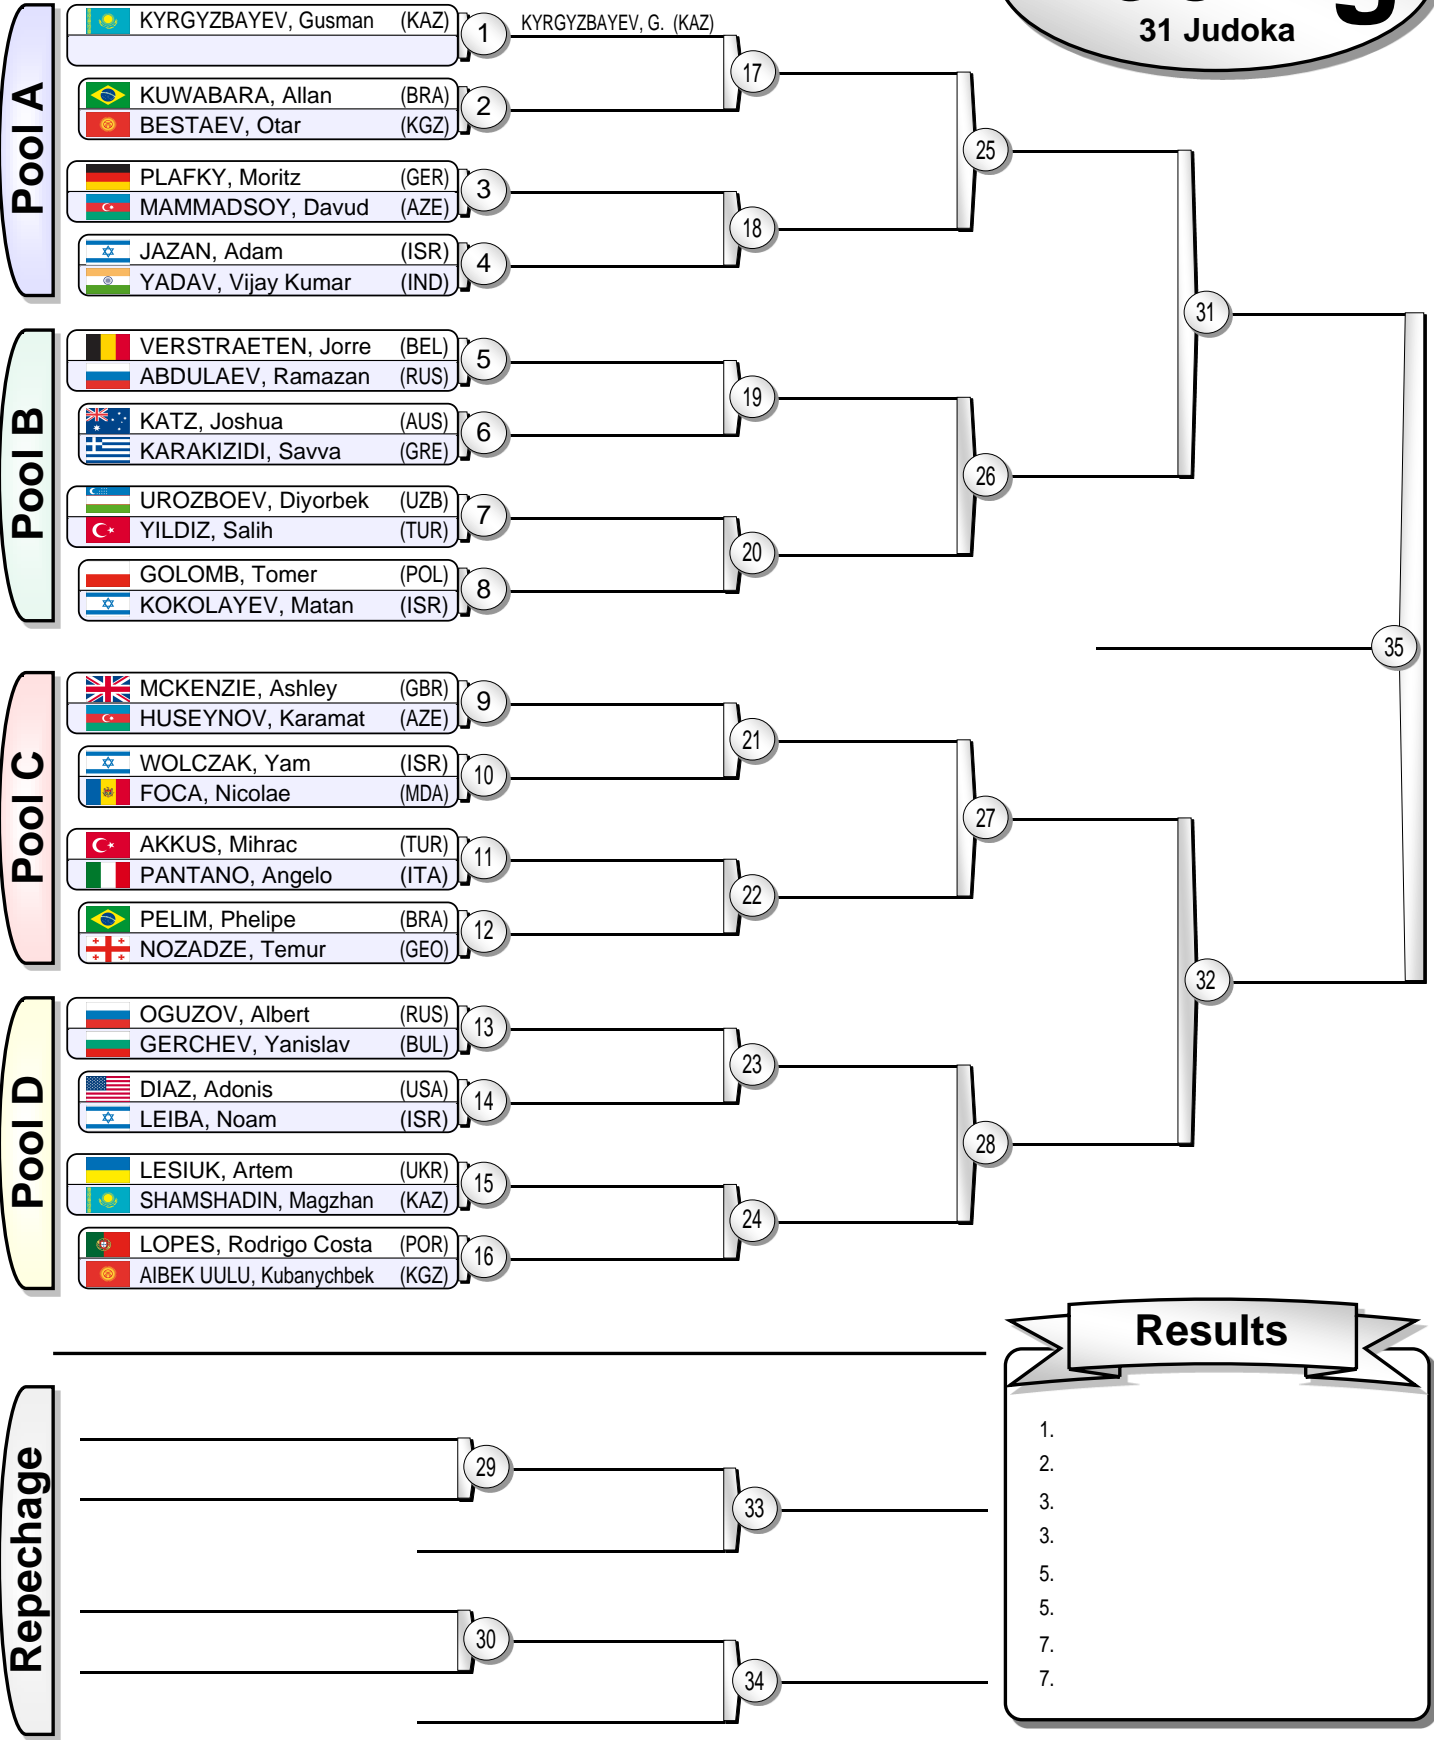 31 Judoka
Pool A
KYRGYZBAYEV, Gusman (KAZ)
1
KYRGYZBAYEV, G. (KAZ)
17
KUWABARA, Allan (BRA)
BESTAEV, Otar (KGZ)
2
25
PLAFKY, Moritz (GER)
MAMMADSOY, Davud (AZE)
3
18
JAZAN, Adam (ISR)
YADAV, Vijay Kumar (IND)
4
31
Pool B
VERSTRAETEN, Jorre (BEL)
ABDULAEV, Ramazan (RUS)
5
19
KATZ, Joshua (AUS)
KARAKIZIDI, Savva (GRE)
6
26
UROZBOEV, Diyorbek (UZB)
YILDIZ, Salih (TUR)
7
20
GOLOMB, Tomer (POL)
KOKOLAYEV, Matan (ISR)
8
35
Pool C
MCKENZIE, Ashley (GBR)
HUSEYNOV, Karamat (AZE)
9
21
WOLCZAK, Yam (ISR)
FOCA, Nicolae (MDA)
10
27
AKKUS, Mihrac (TUR)
PANTANO, Angelo (ITA)
11
22
PELIM, Phelipe (BRA)
NOZADZE, Temur (GEO)
12
32
Pool D
OGUZOV, Albert (RUS)
GERCHEV, Yanislav (BUL)
13
23
DIAZ, Adonis (USA)
LEIBA, Noam (ISR)
14
28
LESIUK, Artem (UKR)
SHAMSHADIN, Magzhan (KAZ)
15
24
LOPES, Rodrigo Costa (POR)
AIBEK UULU, Kubanychbek (KGZ)
16
Repechage
29
33
30
34
Results
1.
2.
3.
3.
5.
5.
7.
7.